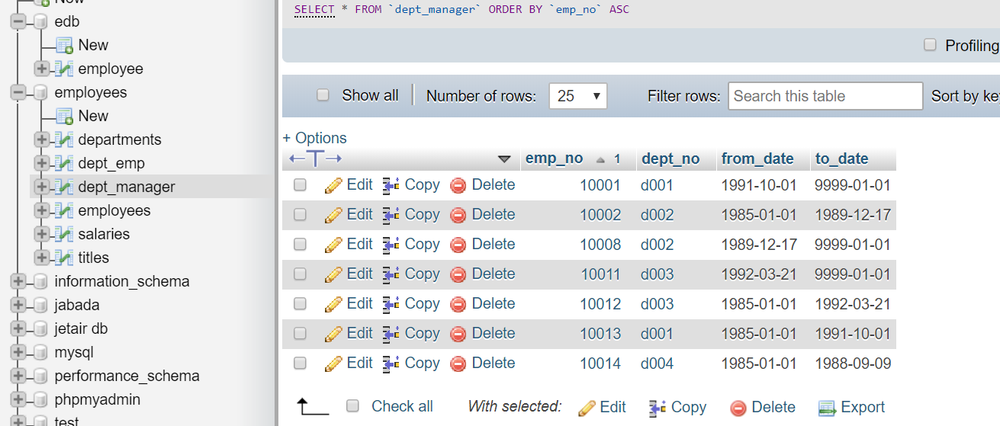 New
SELECT * FROM `dept_manager` ORDER BY `emp_no` ASC
edb
New
employee
employees
New
departments
dept_emp
dept_manager
employees
salaries
titles
information_schema
jabada
jetair db
mysql
performance_schema
phpmyadmin
test
Profiling
Show all Number of rows: 25 Filter rows: Search this table Sort by ke
+ Options
emp_no 1 dept_no from_date to_date
Edit Copy Delete 10001 d001 1991-10-01 9999-01-01
Edit Copy Delete 10002 d002 1985-01-01 1989-12-17
Edit Copy Delete 10008 d002 1989-12-17 9999-01-01
Edit Copy Delete 10011 d003 1992-03-21 9999-01-01
Edit Copy Delete 10012 d003 1985-01-01 1992-03-21
Edit Copy Delete 10013 d001 1985-01-01 1991-10-01
Edit Copy Delete 10014 d004 1985-01-01 1988-09-09
Check all With selected: Edit Copy Delete Export